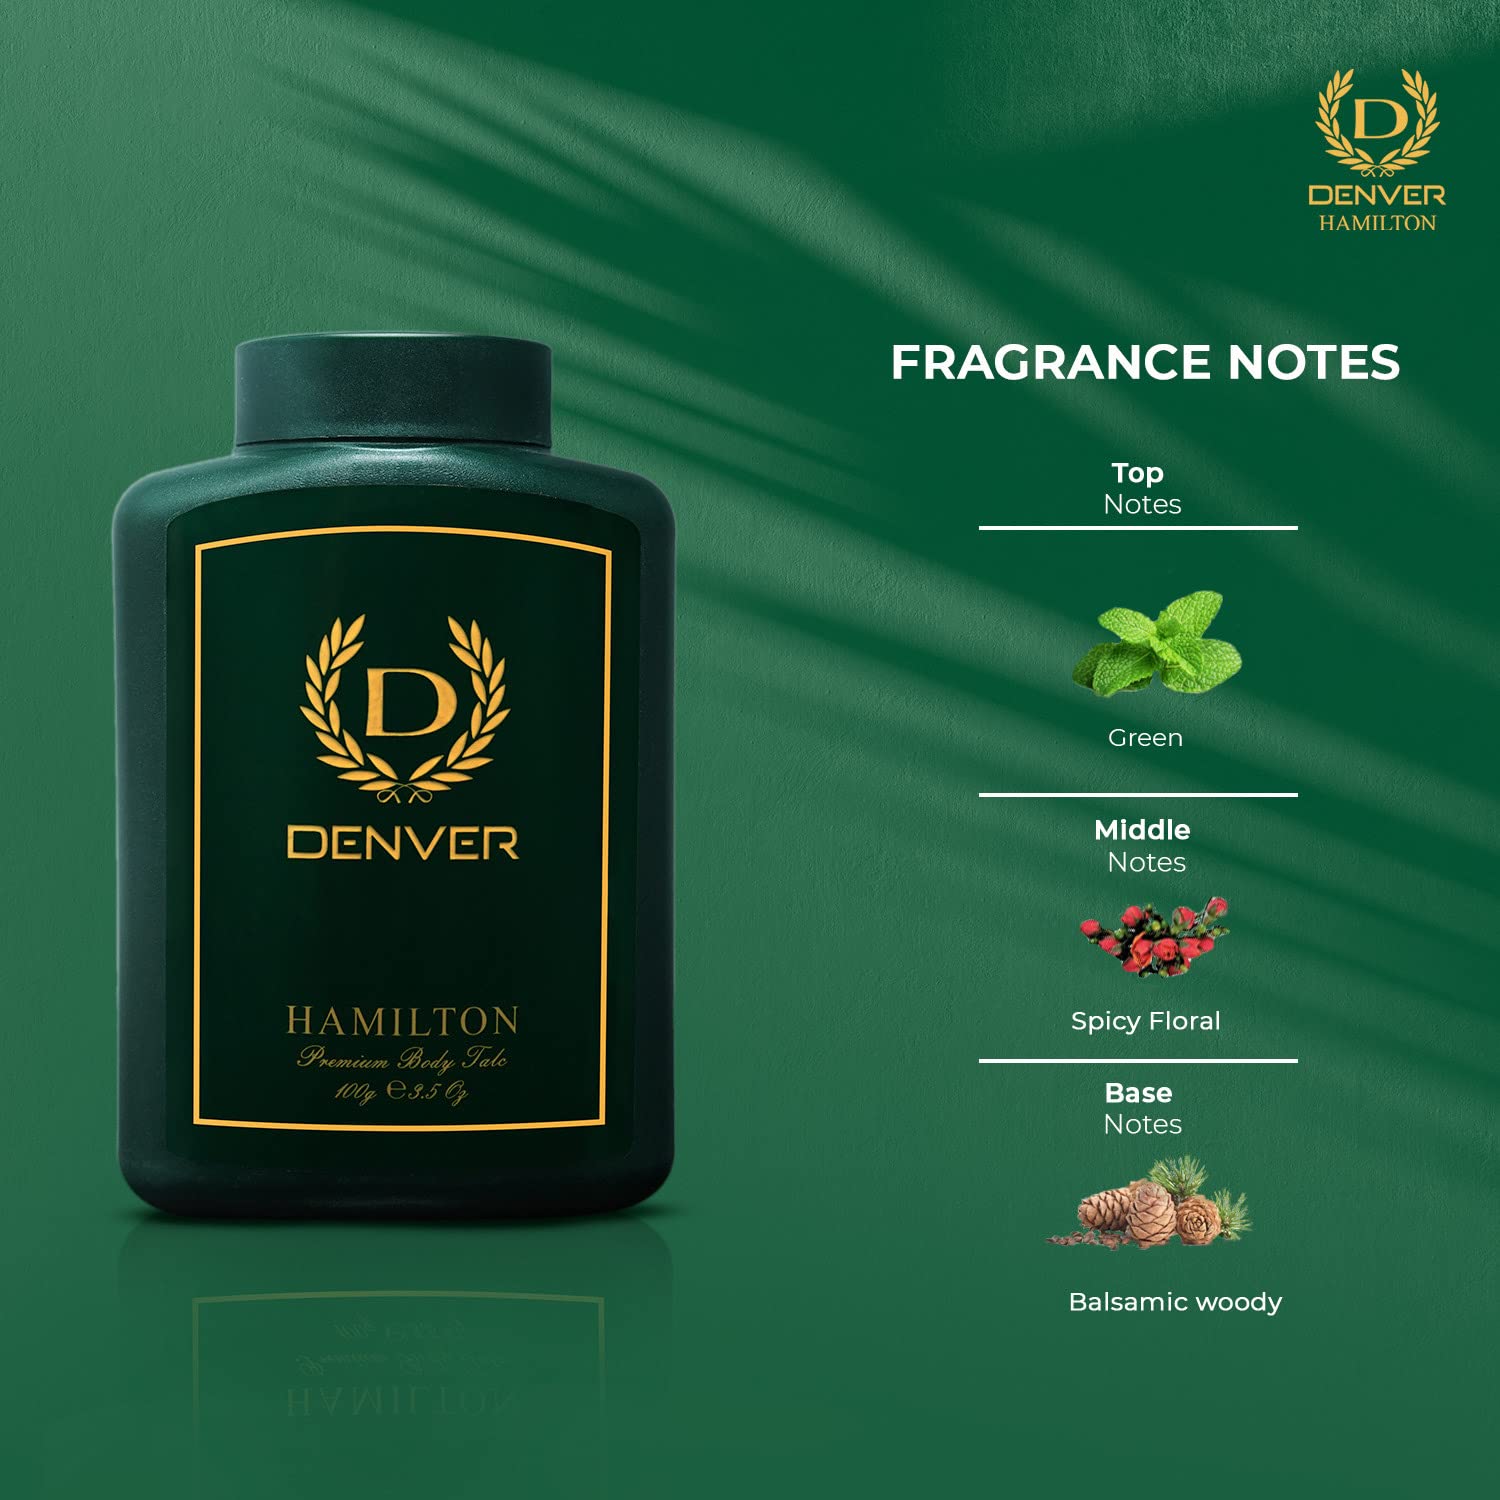 D
DENVER
HAMILTON
FRAGRANCE NOTES
Top
Notes
Green
Middle
Notes
Spicy Floral
Base
Notes
Balsamic woody
D
DENVER
HAMILTON
Premium Body Talc
100g ℮ 3.5 Oz